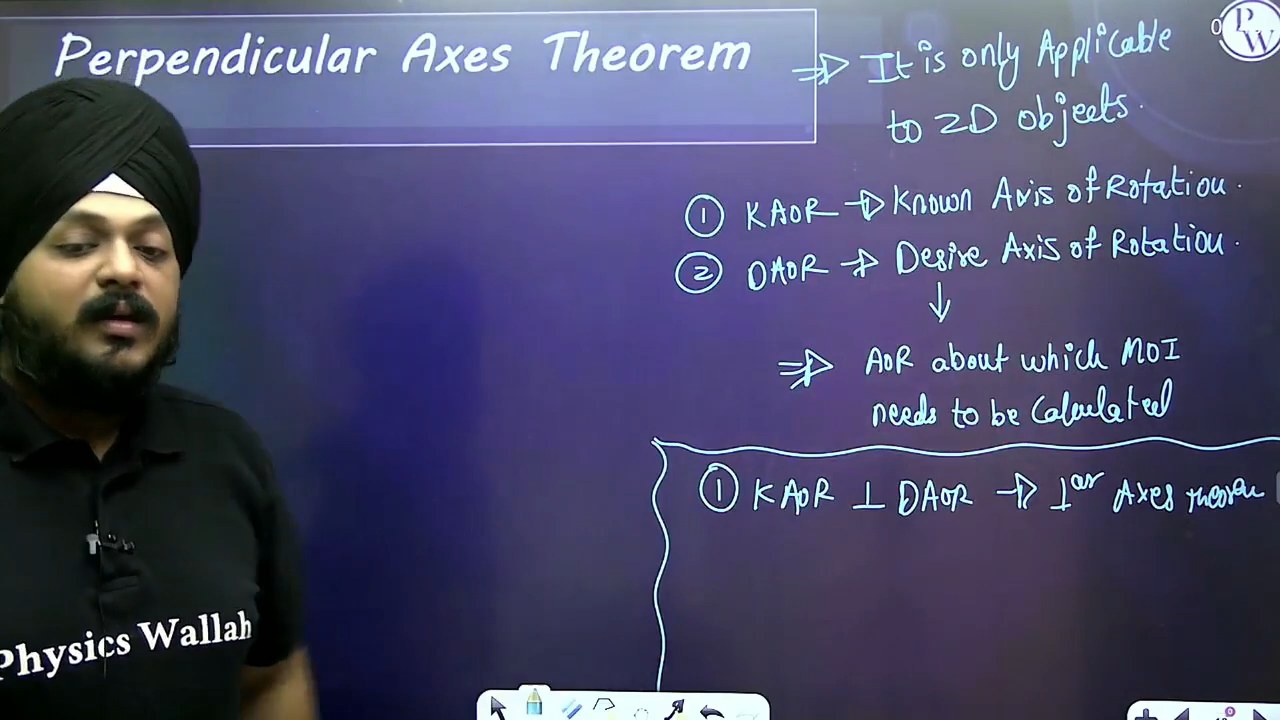 Perpendicular Axes Theorem
⇒ It is only Applicable
to 2D objects.
① KAOR → Known Axis of Rotation.
② DAOR → Desire Axis of Rotation.
↓
⇒ AOR about which MOI
needs to be Calculated
① KAOR ⊥ DAOR → ⊥ar Axes theorem
PW
Physics Wallah